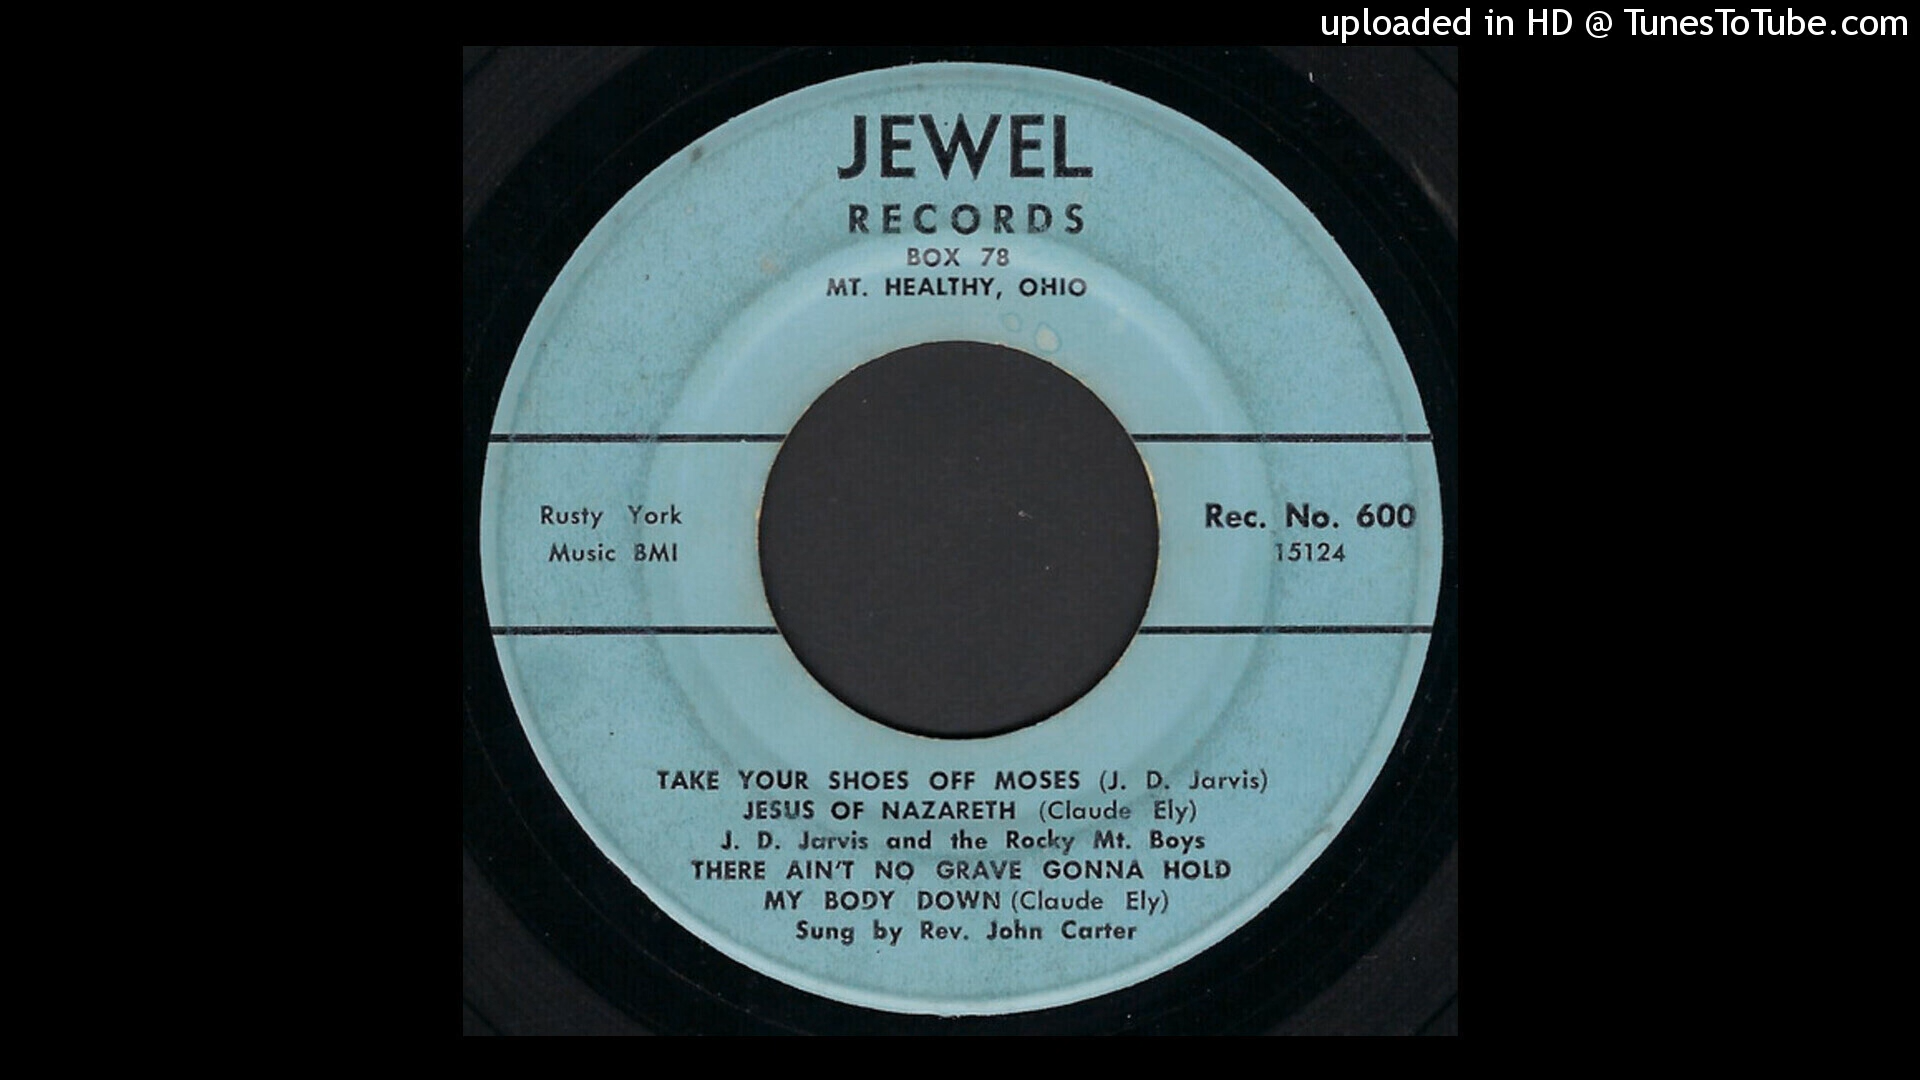 uploaded in HD @ TunesToTube.com
JEWEL
RECORDS
BOX 78
MT. HEALTHY, OHIO
Rusty York
Music BMI
Rec. No. 600
15124
TAKE YOUR SHOES OFF MOSES (J. D. Jarvis)
JESUS OF NAZARETH (Claude Ely)
J. D. Jarvis and the Rocky Mt. Boys
THERE AIN'T NO GRAVE GONNA HOLD
MY BODY DOWN (Claude Ely)
Sung by Rev. John Carter